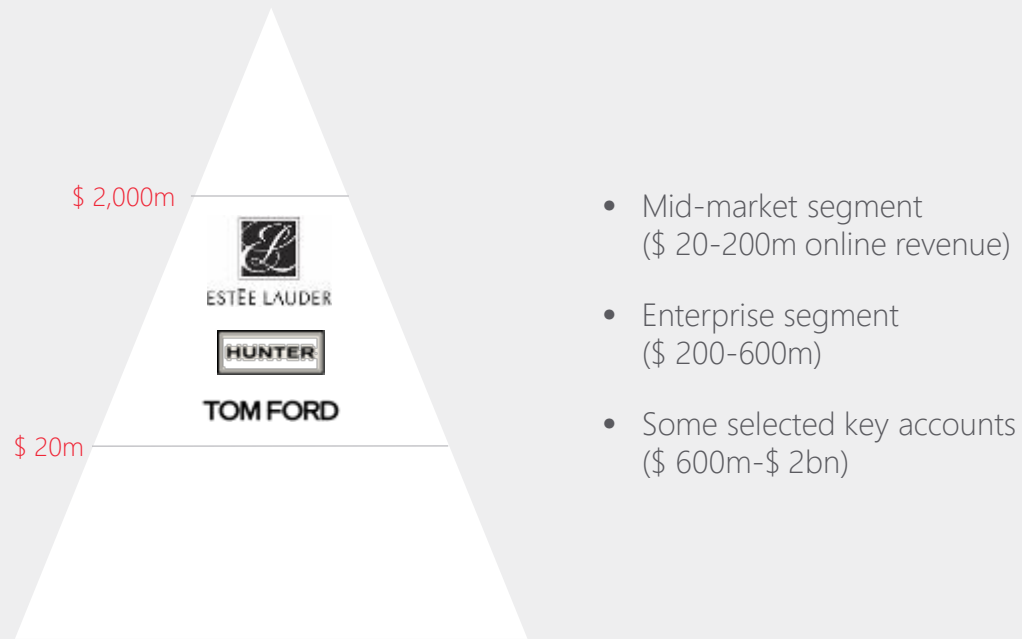 $ 2,000m
ESTĒE LAUDER
HUNTER
TOM FORD
$ 20m
• Mid-market segment
($ 20-200m online revenue)
• Enterprise segment
($ 200-600m)
• Some selected key accounts
($ 600m-$ 2bn)